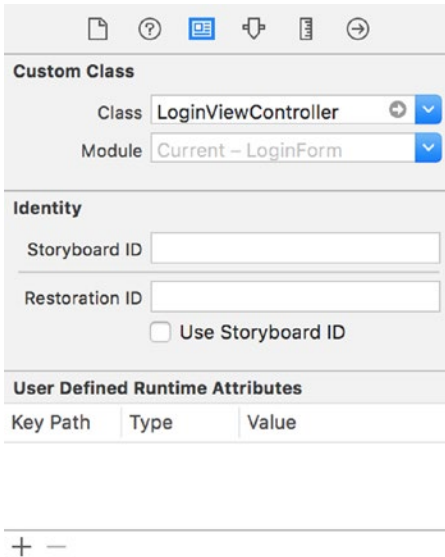 Custom Class
Class LoginViewController
Module Current – LoginForm
Identity
Storyboard ID
Restoration ID
Use Storyboard ID
User Defined Runtime Attributes
Key Path Type Value